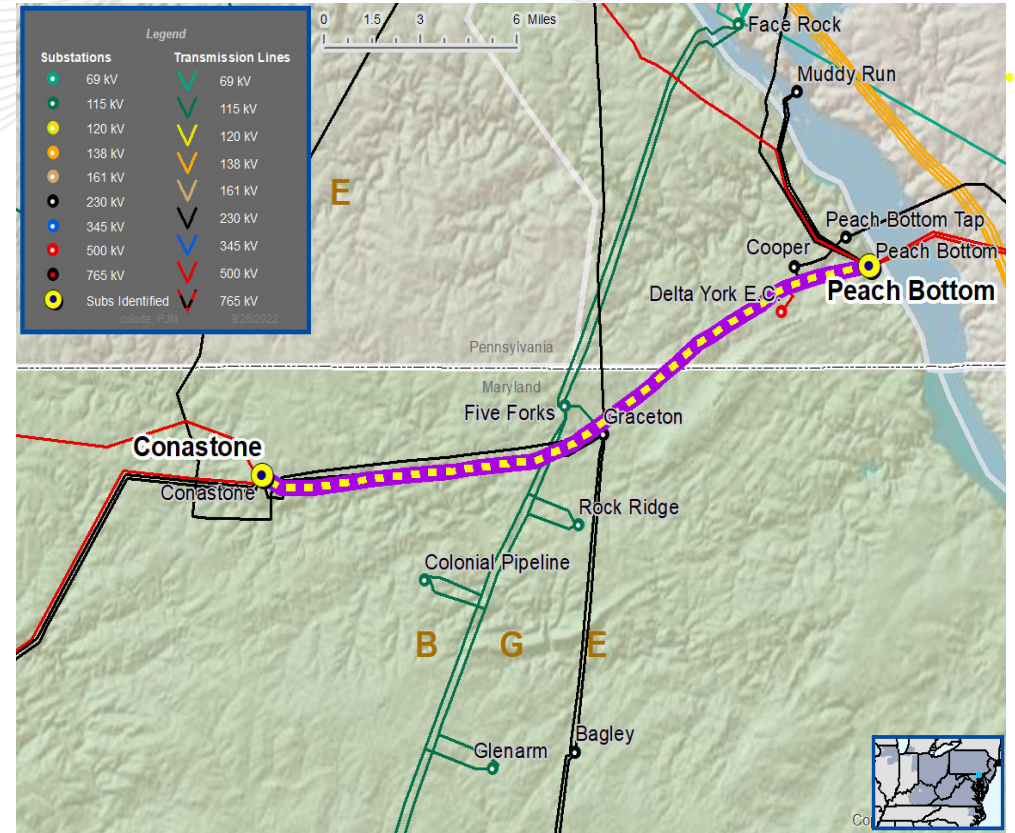 Legend
Substations
Transmission Lines
69 kV
69 kV
115 kV
115 kV
120 kV
120 kV
138 kV
138 kV
161 kV
161 kV
230 kV
230 kV
345 kV
345 kV
500 kV
500 kV
765 kV
765 kV
Subs Identified
colode, PJM
9/26/2022
0 1.5 3 6 Miles
Face Rock
Muddy Run
E
Peach Bottom Tap
Cooper
Peach Bottom
Delta York E.C.
Peach Bottom
Pennsylvania
Maryland
Five Forks
Graceton
Conastone
Conastone
Rock Ridge
Colonial Pipeline
B G E
Bagley
Glenarm